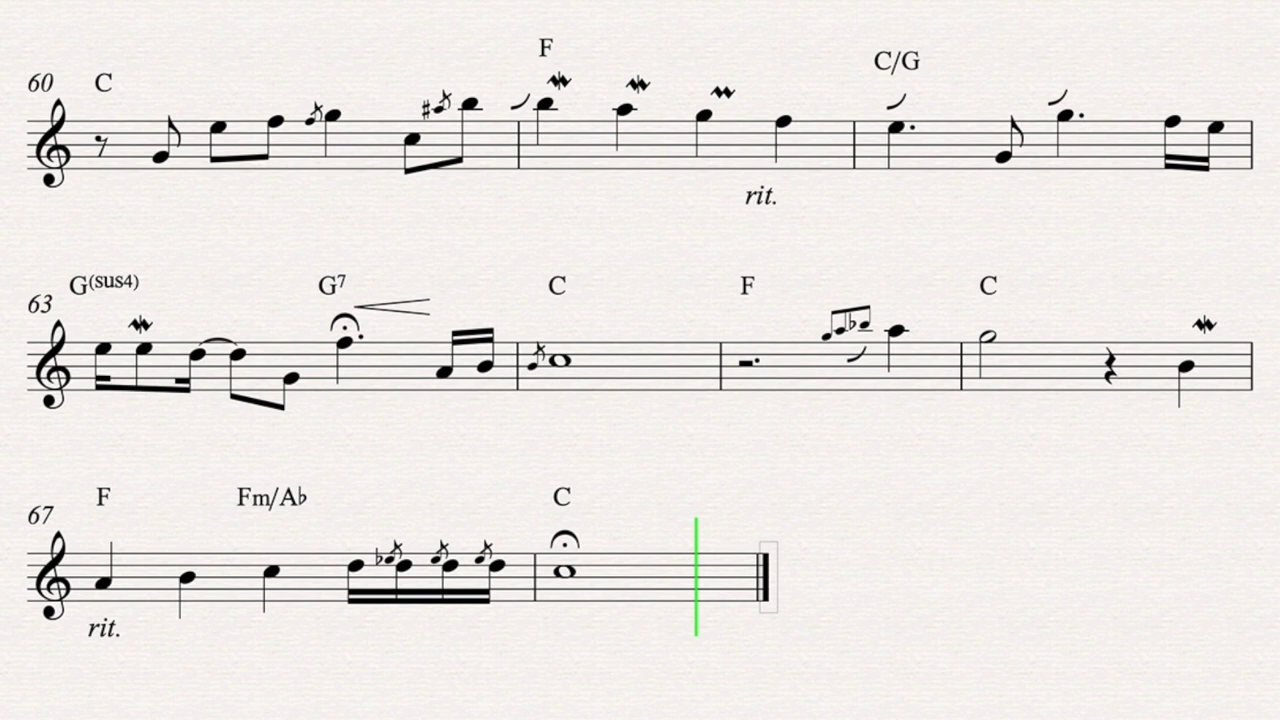 F
C C/G
60
rit.
G(sus4) G7 C F C
63
F Fm/A♭ C
67
rit.